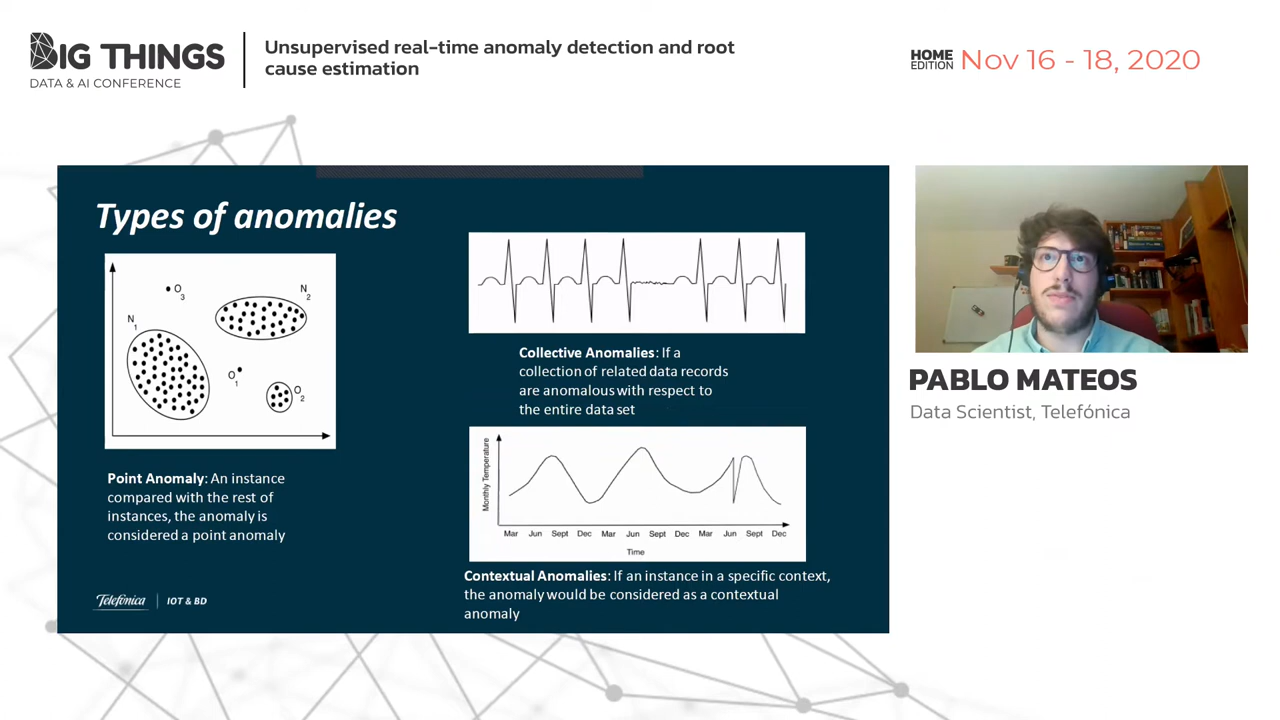 BIG THINGS
DATA & AI CONFERENCE
Unsupervised real-time anomaly detection and root
cause estimation
HOME
EDITION
Nov 16 - 18, 2020
Types of anomalies
O3
N2
N1
O1
O2
Point Anomaly: An instance
compared with the rest of
instances, the anomaly is
considered a point anomaly
Collective Anomalies: If a
collection of related data records
are anomalous with respect to
the entire data set
Monthly Temperature
Mar Jun Sept Dec Mar Jun Sept Dec Mar Jun Sept Dec
Time
Contextual Anomalies: If an instance in a specific context,
the anomaly would be considered as a contextual
anomaly
Telefónica
IOT & BD
PABLO MATEOS
Data Scientist, Telefónica